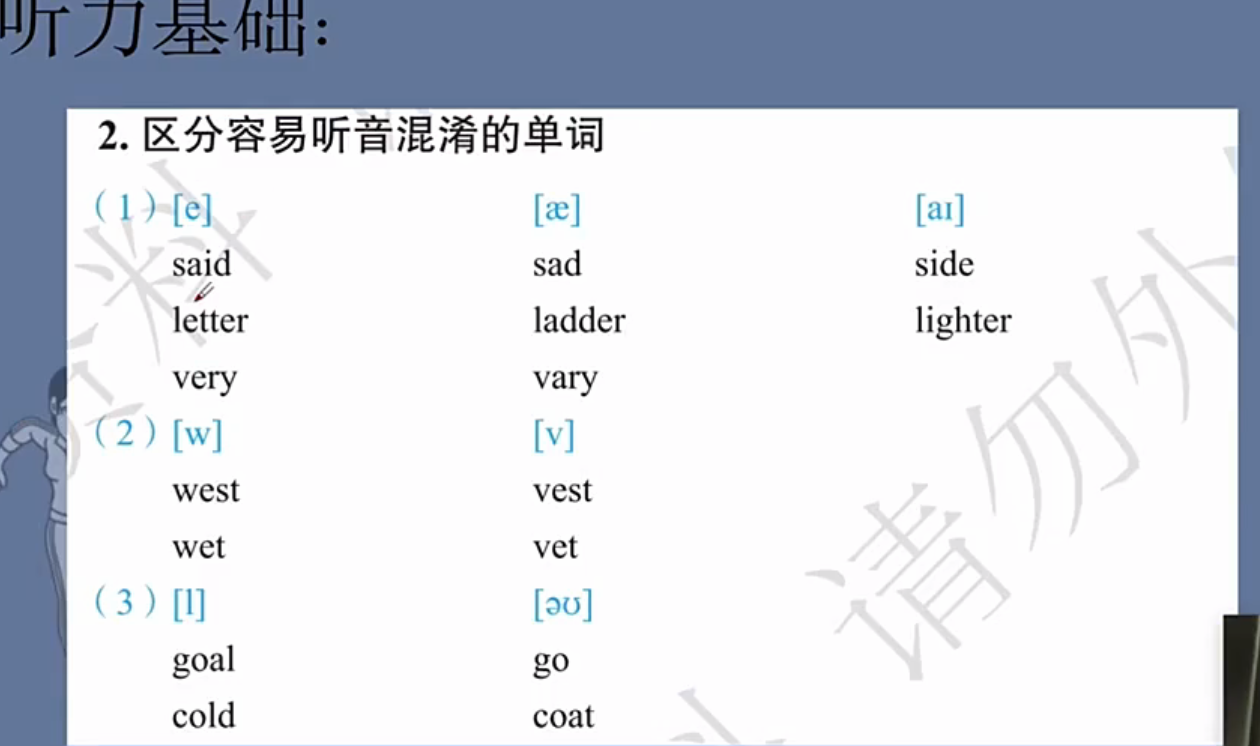 听力基础:
2. 区分容易听音混淆的单词
(1) [e] [æ] [aɪ]
said sad side
letter ladder lighter
very vary
(2) [w] [v]
west vest
wet vet
(3) [l] [əʊ]
goal go
cold coat
料
请勿外